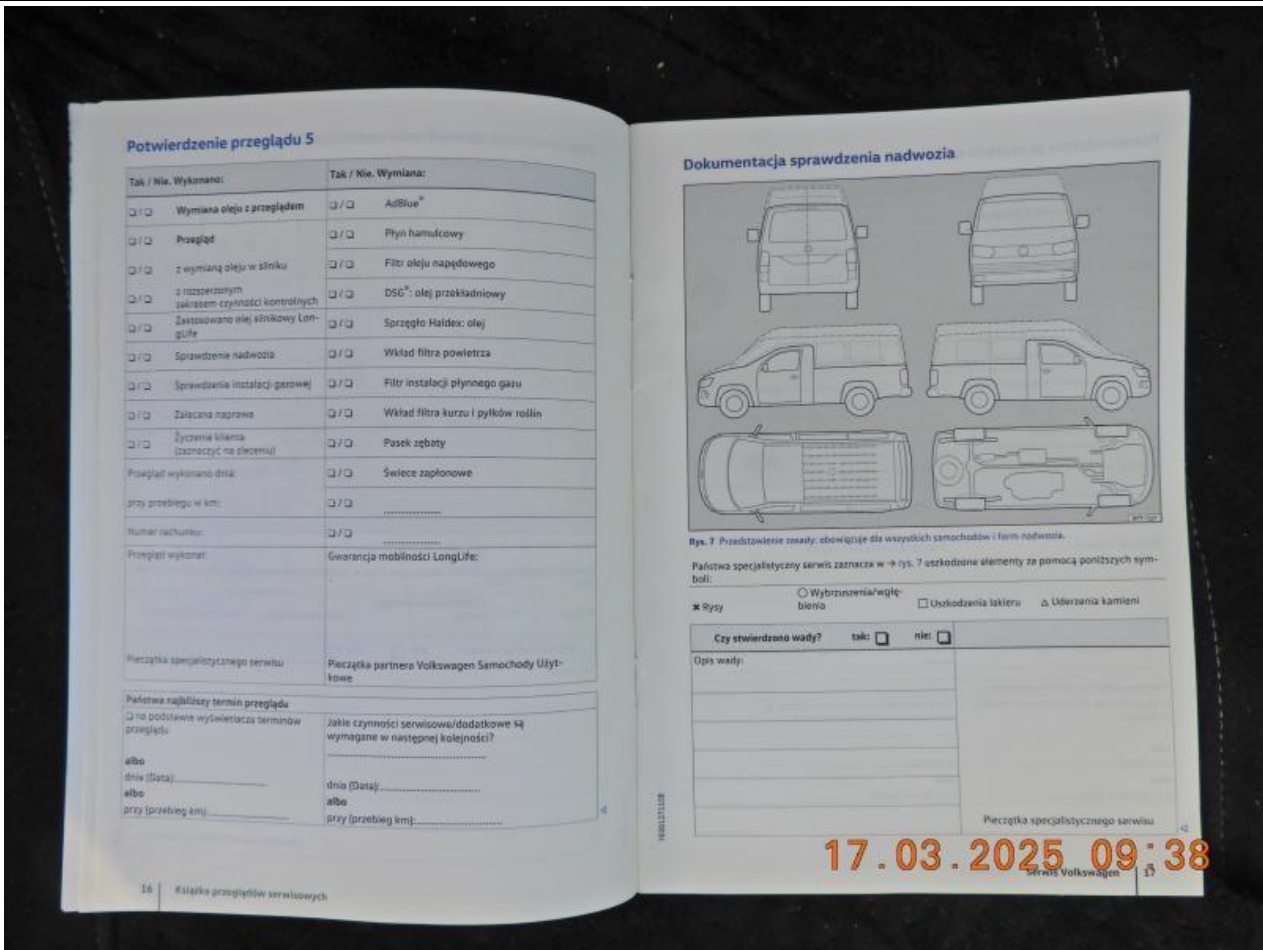 Potwierdzenie przeglądu 5
Tak / Nie. Wykonano:
Tak / Nie. Wymiana:
❏ / ❏ Wymiana oleju z przeglądem
❏ / ❏ AdBlue®
❏ / ❏ Przegląd
❏ / ❏ Płyn hamulcowy
❏ / ❏ z wymianą oleju w silniku
❏ / ❏ Filtr oleju napędowego
❏ / ❏ z rozszerzonym
zakresem czynności kontrolnych
❏ / ❏ DSG®: olej przekładniowy
❏ / ❏ Zastosowano olej silnikowy Lon-
gLife
❏ / ❏ Sprzęgło Haldex: olej
❏ / ❏ Sprawdzenie nadwozia
❏ / ❏ Wkład filtra powietrza
❏ / ❏ Sprawdzenie instalacji gazowej
❏ / ❏ Filtr instalacji płynnego gazu
❏ / ❏ Zalecana naprawa
❏ / ❏ Wkład filtra kurzu i pyłków roślin
❏ / ❏ Życzenie klienta
(zaznaczyć na zleceniu)
❏ / ❏ Pasek zębaty
Przegląd wykonano dnia:
❏ / ❏ Świece zapłonowe
przy przebiegu w km:
❏ / ❏ ................
Numer rachunku:
❏ / ❏ ................
Przegląd wykonał:
Gwarancja mobilności LongLife:
Pieczątka specjalistycznego serwisu
Pieczątka partnera Volkswagen Samochody Użyt-
kowe
Państwa najbliższy termin przeglądu
❏ na podstawie wyświetlacza terminów
przeglądu
albo
dnia (Data):
albo
przy (przebieg km):
Jakie czynności serwisowe/dodatkowe są
wymagane w następnej kolejności?
dnia (Data):
albo
przy (przebieg km):
16 Książka przeglądów serwisowych
Dokumentacja sprawdzenia nadwozia
Rys. 7 Przedstawienie zasady: obowiązuje dla wszystkich samochodów i form nadwozia.
Państwa specjalistyczny serwis zaznacza w → rys. 7 uszkodzone elementy za pomocą poniższych sym-
boli:
✖ Rysy
○ Wybrzuszenia/wgłę-
bienia
□ Uszkodzenia lakieru
△ Uderzenia kamieni
Czy stwierdzono wady? tak: ❏ nie: ❏
Opis wady:
Pieczątka specjalistycznego serwisu
Serwis Volkswagen 17
17.03.2025 09:38